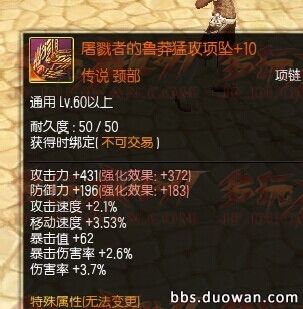 屠戮者的鲁莽猛攻项坠+10
传说 颈部 项链
通用 Lv.60以上
耐久度 : 50 / 50
获得时绑定( 不可交易 )
攻击力 +431(强化效果: +372)
防御力 +196(强化效果: +183)
攻击速度 +2.1%
移动速度 +3.53%
暴击值 +62
暴击伤害率 +2.6%
伤害率 +3.7%
特殊属性[无法变更]
bbs.duowan.com